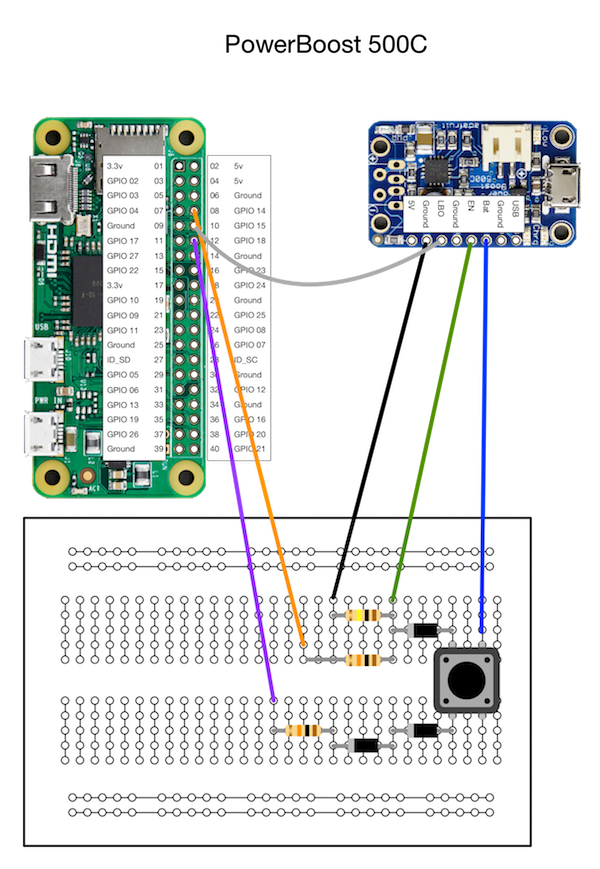 PowerBoost 500C
3.3v 01 02 5v
GPIO 02 03 04 5v
GPIO 03 05 06 Ground
GPIO 04 07 08 GPIO 14
Ground 09 10 GPIO 15
GPIO 17 11 12 GPIO 18
GPIO 27 13 14 Ground
GPIO 22 15 16 GPIO 23
3.3v 17 18 GPIO 24
GPIO 10 19 Ground
GPIO 09 21 22 GPIO 25
GPIO 11 23 24 GPIO 08
Ground 25 GPIO 07
ID_SD 27 28 ID_SC
GPIO 05 29 30 Ground
GPIO 06 31 32 GPIO 12
GPIO 13 33 34 Ground
GPIO 19 35 36 GPIO 16
GPIO 26 37 38 GPIO 20
Ground 39 40 GPIO 21
HDMI
USB
PWR IN
ACT
adafruit
Power
Boost
500C
5V
Ground
LBO
Ground
EN
Bat
Ground
USB